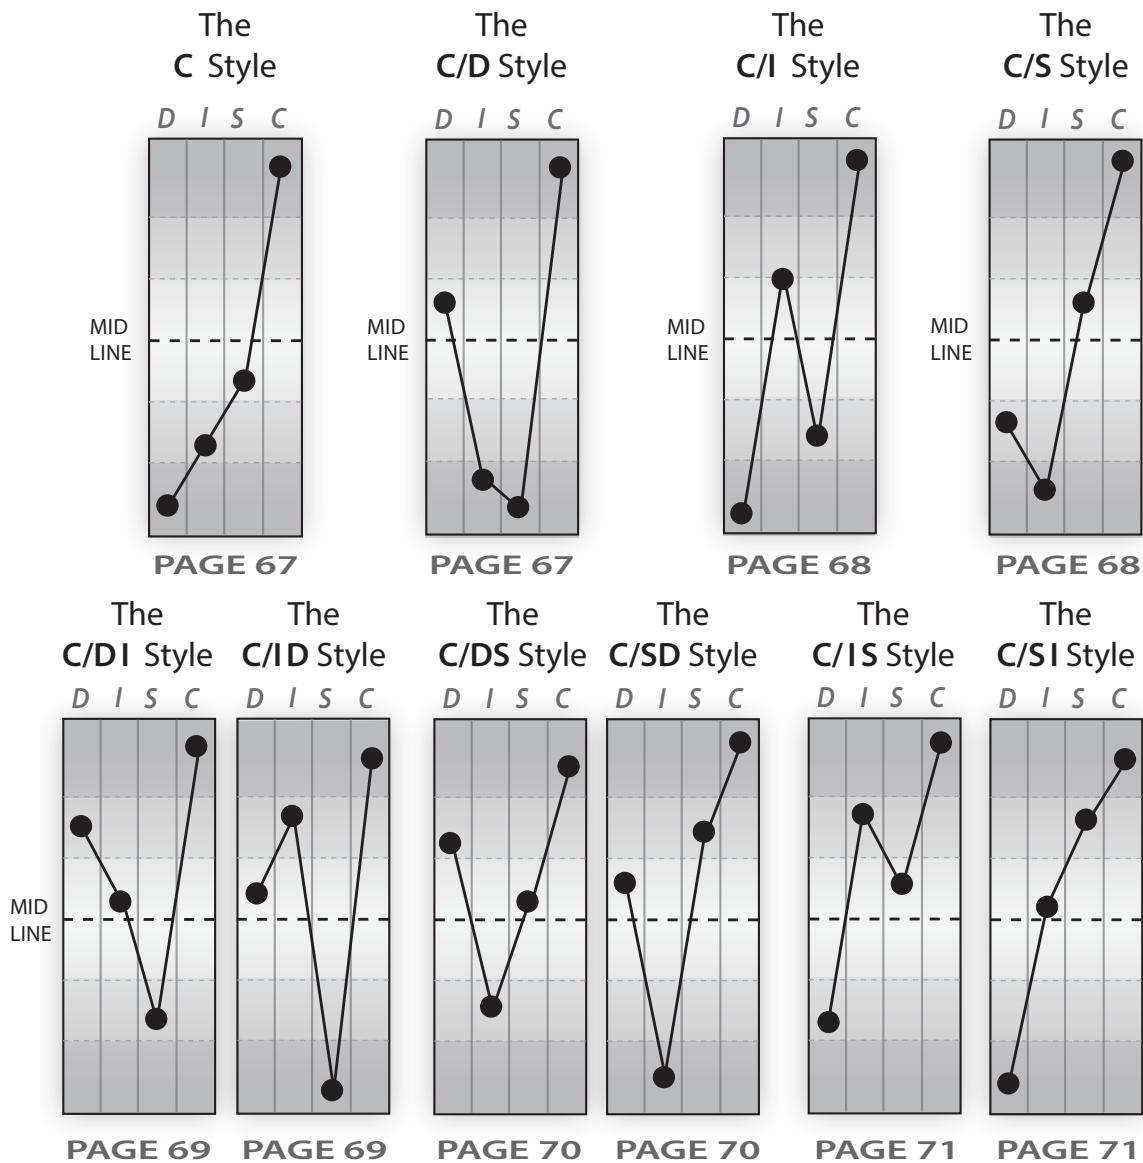 The
C Style
D I S C
MID
LINE
PAGE 67
The
C/D Style
D I S C
MID
LINE
PAGE 67
The
C/I Style
D I S C
MID
LINE
PAGE 68
The
C/S Style
D I S C
MID
LINE
PAGE 68
The
C/DI Style
D I S C
MID
LINE
PAGE 69
The
C/ID Style
D I S C
PAGE 69
The
C/DS Style
D I S C
PAGE 70
The
C/SD Style
D I S C
PAGE 70
The
C/IS Style
D I S C
PAGE 71
The
C/SI Style
D I S C
PAGE 71